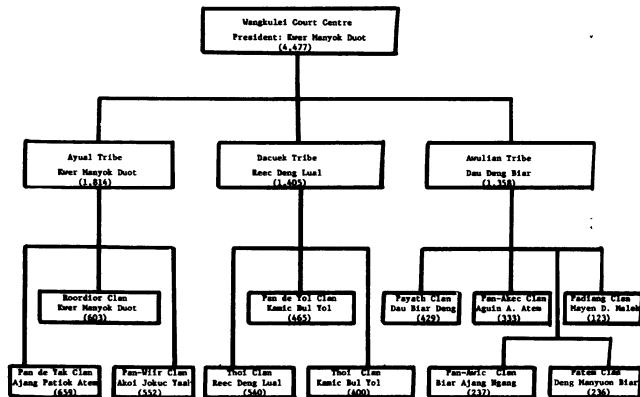 Wangkulei Court Centre
President: Kwer Manyok Duot
(4,477)
Ayual Tribe
Kwer Manyok Duot
(1,814)
Dacuek Tribe
Reec Deng Lual
(1,405)
Awulian Tribe
Dau Deng Biar
(1,358)
Roordior Clan
Kwer Manyok Duot
(603)
Pan de Yol Clan
Kamic Bul Yol
(465)
Payath Clan
Dau Biar Deng
(429)
Pan-Akec Clan
Aguin A. Atem
(333)
Padiang Clan
Mayen D. Malek
(123)
Pan de Yak Clan
Ajang Patiok Atem
(659)
Pan-Wiir Clan
Akoi Jokuc Yaah
(552)
Thoi Clan
Reec Deng Lual
(540)
Thoi Clan
Kamic Bul Yol
(400)
Pan-Awic Clan
Biar Ajang Ngang
(237)
Patem Clan
Deng Manyuon Biar
(236)